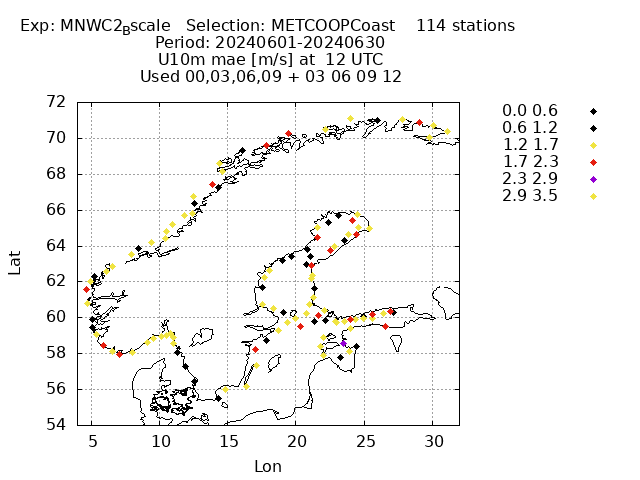 Exp: MNWC2Bscale Selection: METCOOPCoast 114 stations
Period: 20240601-20240630
U10m mae [m/s] at 12 UTC
Used 00,03,06,09 + 03 06 09 12
72
70
68
66
64
62
60
58
56
54
5 10 15 20 25 30
Lat
Lon
0.0 0.6
0.6 1.2
1.2 1.7
1.7 2.3
2.3 2.9
2.9 3.5